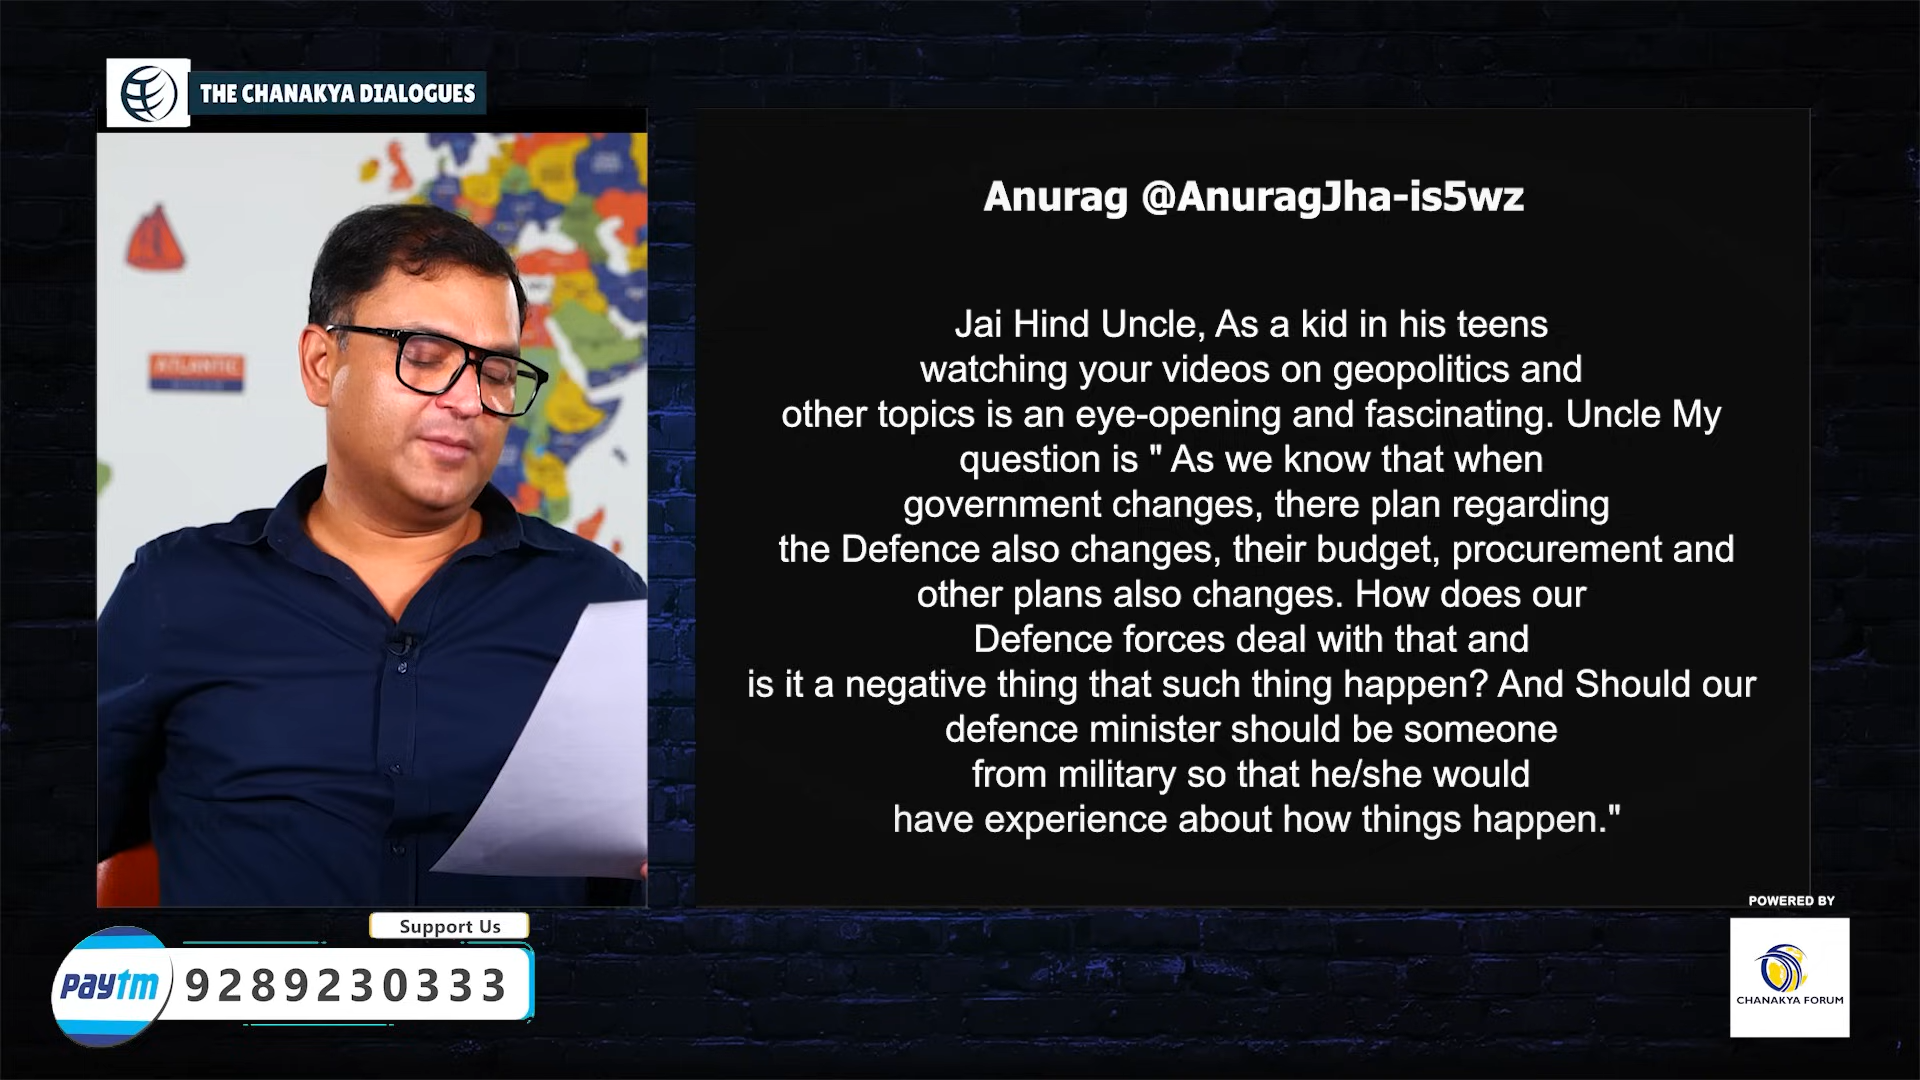 THE CHANAKYA DIALOGUES
ATLANTIC
Anurag @AnuragJha-is5wz
Jai Hind Uncle, As a kid in his teens
watching your videos on geopolitics and
other topics is an eye-opening and fascinating. Uncle My
question is " As we know that when
government changes, there plan regarding
the Defence also changes, their budget, procurement and
other plans also changes. How does our
Defence forces deal with that and
is it a negative thing that such thing happen? And Should our
defence minister should be someone
from military so that he/she would
have experience about how things happen."
Support Us
paytm 9289230333
POWERED BY
CHANAKYA FORUM